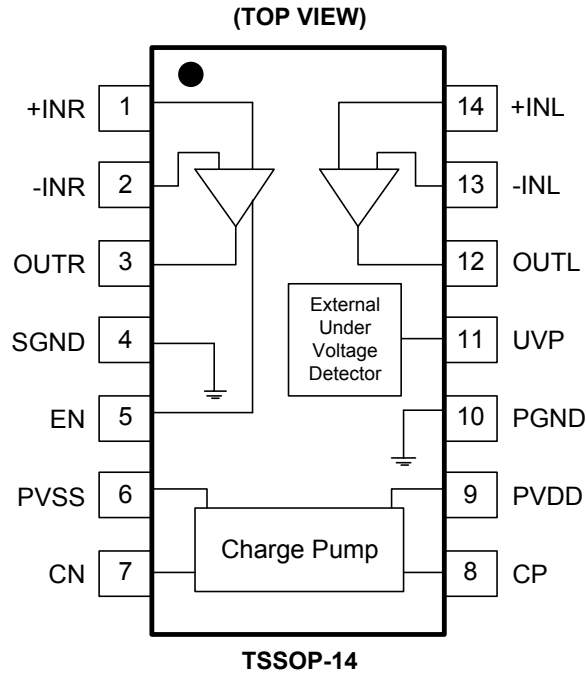 (TOP VIEW)
+INR 1 14 +INL
-INR 2 13 -INL
OUTR 3 12 OUTL
External
Under
Voltage
Detector
SGND 4 11 UVP
EN 5 10 PGND
PVSS 6 9 PVDD
Charge Pump
CN 7 8 CP
TSSOP-14